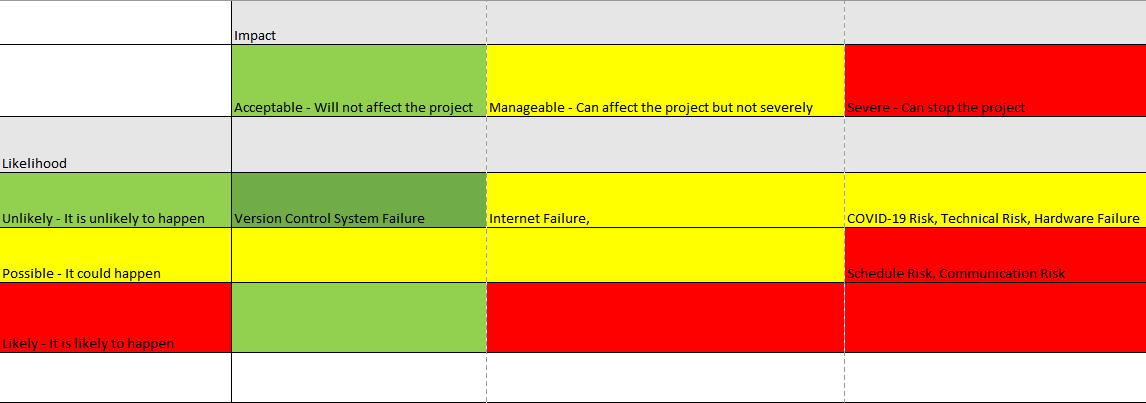 Impact
Acceptable - Will not affect the project
Manageable - Can affect the project but not severely
Severe - Can stop the project
Likelihood
Unlikely - It is unlikely to happen
Version Control System Failure
Internet Failure,
COVID-19 Risk, Technical Risk, Hardware Failure
Possible - It could happen
Schedule Risk, Communication Risk
Likely - It is likely to happen